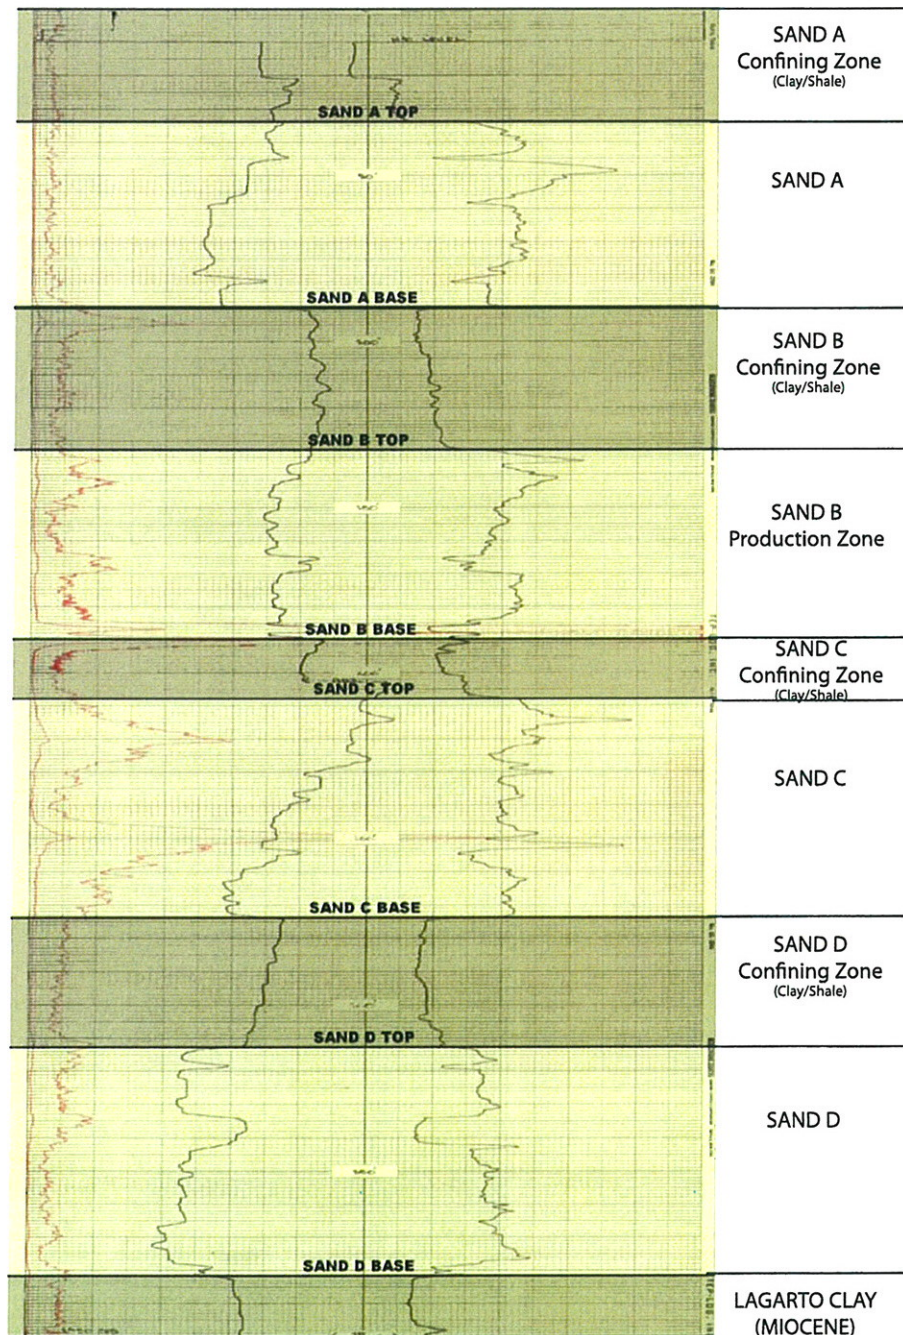 SAND A
Confining Zone
(Clay/Shale)
SAND A TOP
SAND A
SAND A BASE
SAND B
Confining Zone
(Clay/Shale)
SAND B TOP
SAND B
Production Zone
SAND B BASE
SAND C
Confining Zone
(Clay/Shale)
SAND C TOP
SAND C
SAND C BASE
SAND D
Confining Zone
(Clay/Shale)
SAND D TOP
SAND D
SAND D BASE
LAGARTO CLAY
(MIOCENE)